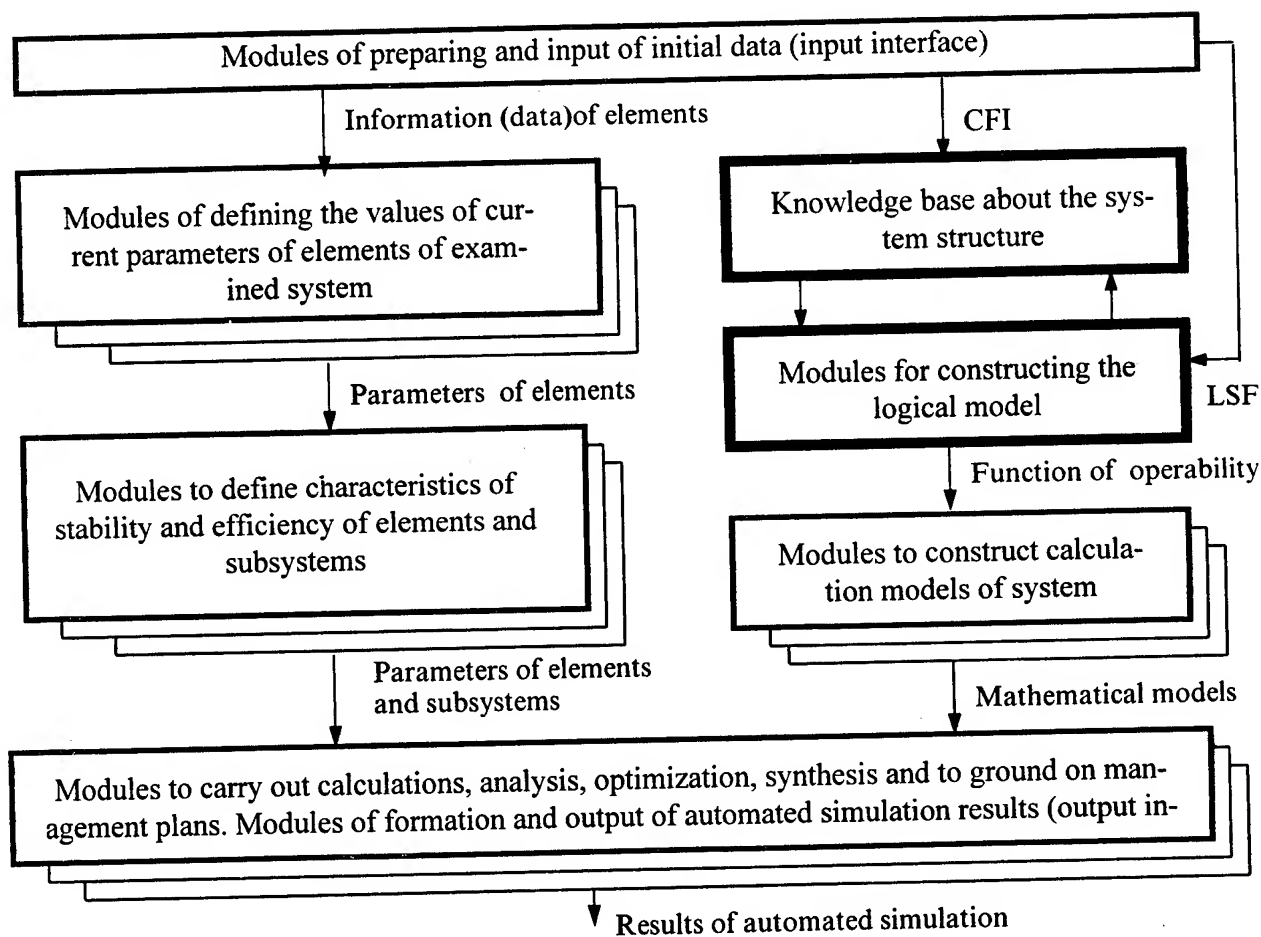 Modules of preparing and input of initial data (input interface)
Information (data)of elements
CFI
Modules of defining the values of cur-
rent parameters of elements of exam-
ined system
Knowledge base about the sys-
tem structure
Parameters of elements
Modules for constructing the
logical model
LSF
Modules to define characteristics of
stability and efficiency of elements and
subsystems
Function of operability
Modules to construct calcula-
tion models of system
Parameters of elements
and subsystems
Mathematical models
Modules to carry out calculations, analysis, optimization, synthesis and to ground on man-
agement plans. Modules of formation and output of automated simulation results (output in-
Results of automated simulation